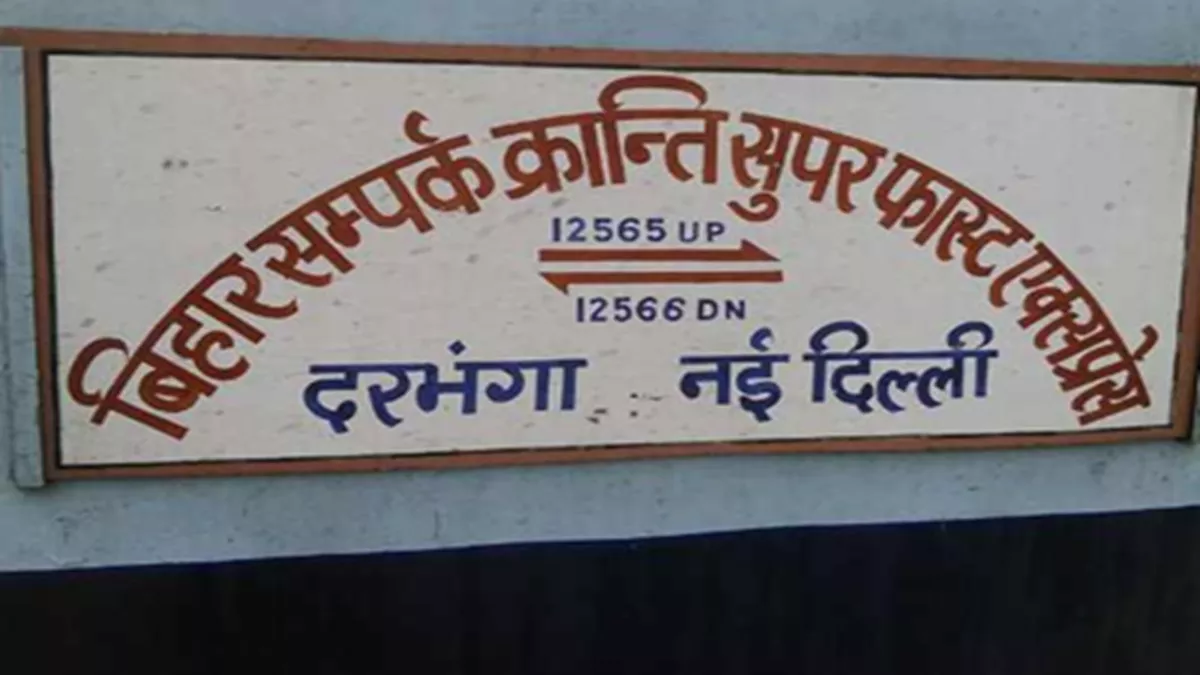 बिहार सम्पर्क क्रान्ति सुपर फास्ट एक्सप्रेस
12565 UP
12566 DN
दरभंगा नई दिल्ली